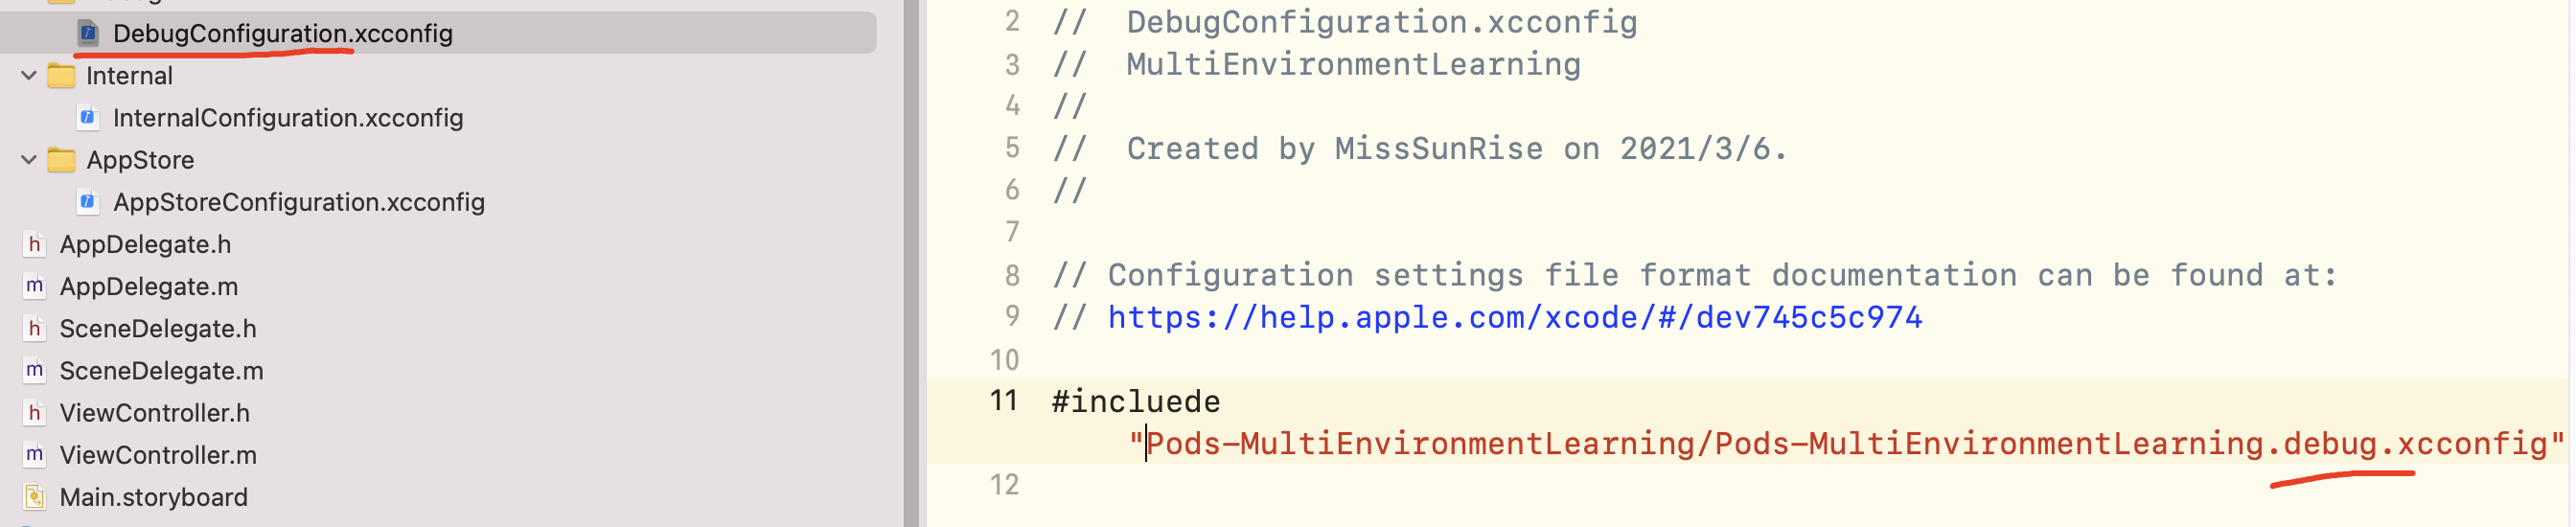 DebugConfiguration.xcconfig
Internal
InternalConfiguration.xcconfig
AppStore
AppStoreConfiguration.xcconfig
h AppDelegate.h
m AppDelegate.m
h SceneDelegate.h
m SceneDelegate.m
h ViewController.h
m ViewController.m
Main.storyboard
2 //  DebugConfiguration.xcconfig
3 //  MultiEnvironmentLearning
4 //
5 //  Created by MissSunRise on 2021/3/6.
6 //
7
8 // Configuration settings file format documentation can be found at:
9 // https://help.apple.com/xcode/#/dev745c5c974
10
11 #incluede
"Pods-MultiEnvironmentLearning/Pods-MultiEnvironmentLearning.debug.xcconfig"
12